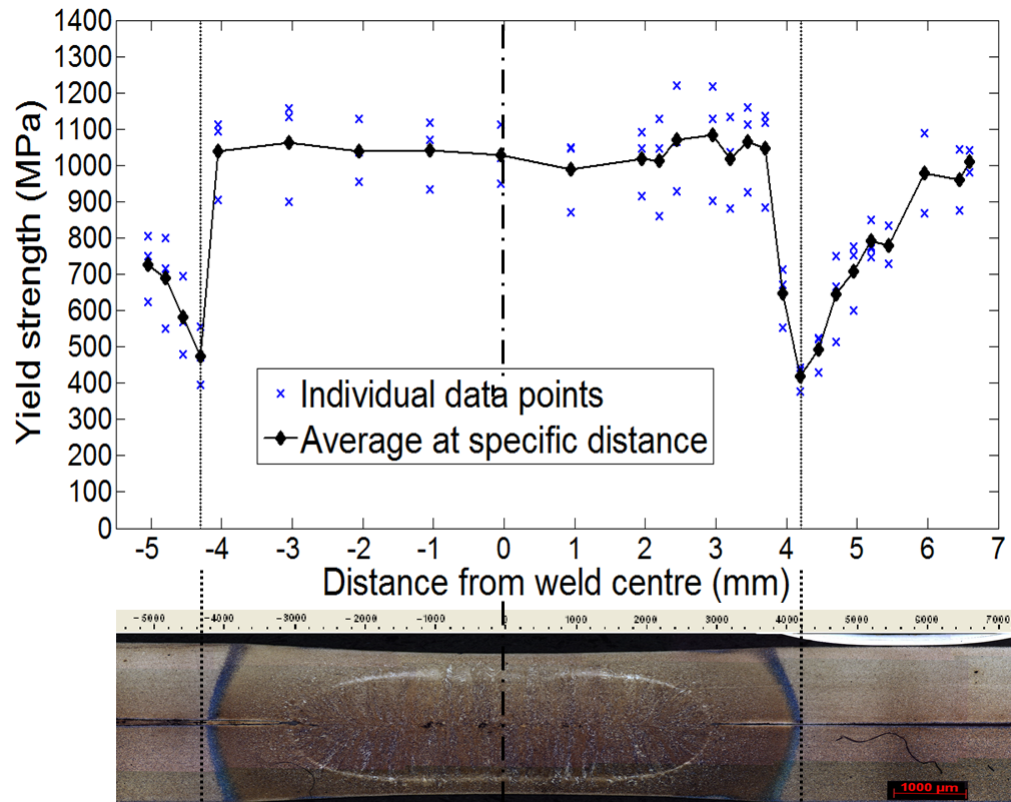 1400
1300
1200
1100
1000
900
800
700
600
500
400
300
200
100
0
Yield strength (MPa)
Individual data points
Average at specific distance
-5 -4 -3 -2 -1 0 1 2 3 4 5 6 7
Distance from weld centre (mm)
-5000 -4000 -3000 -2000 -1000 0 1000 2000 3000 4000 5000 6000 7000
1000 µm